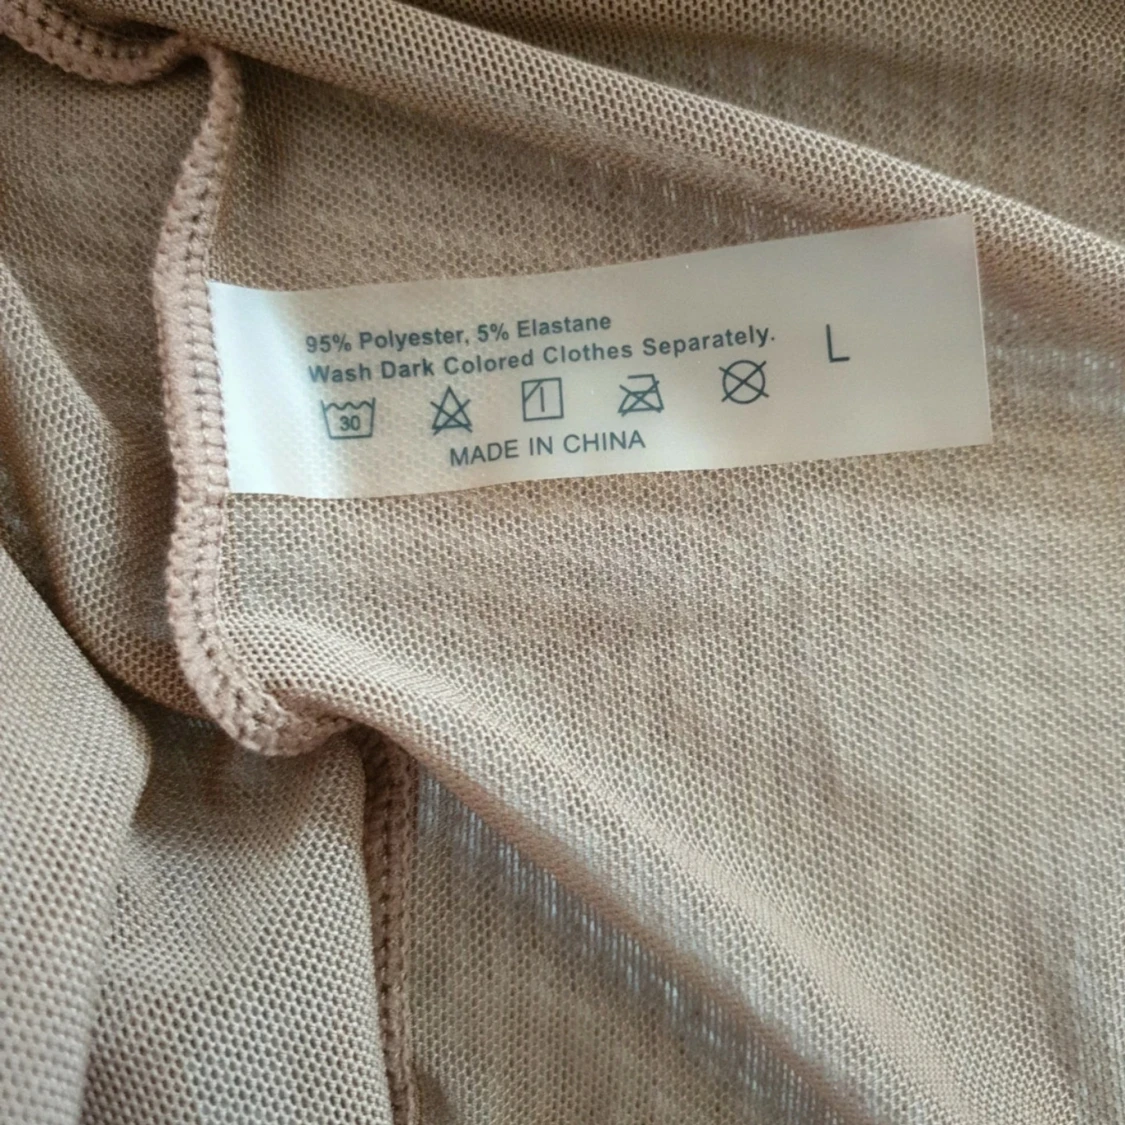 95% Polyester, 5% Elastane
Wash Dark Colored Clothes Separately.
L
30
MADE IN CHINA